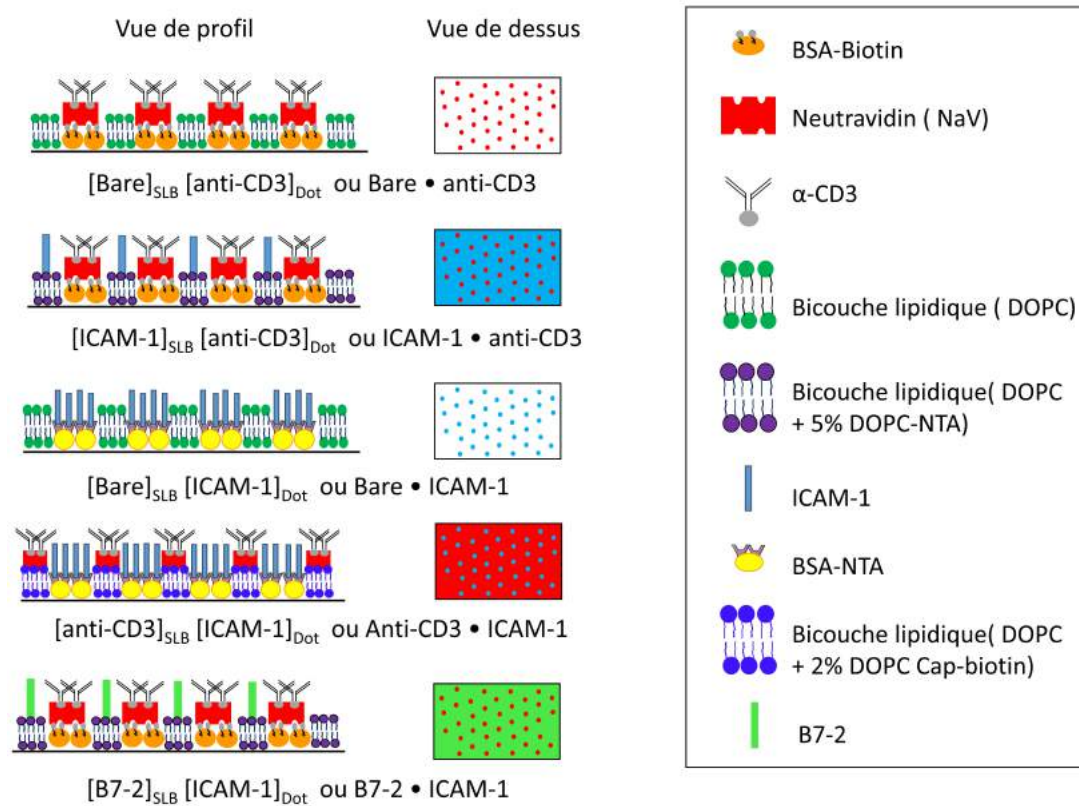 Vue de profil
Vue de dessus
[Bare]SLB [anti-CD3]Dot ou Bare • anti-CD3
[ICAM-1]SLB [anti-CD3]Dot ou ICAM-1 • anti-CD3
[Bare]SLB [ICAM-1]Dot ou Bare • ICAM-1
[anti-CD3]SLB [ICAM-1]Dot ou Anti-CD3 • ICAM-1
[B7-2]SLB [ICAM-1]Dot ou B7-2 • ICAM-1
BSA-Biotin
Neutravidin ( NaV)
α-CD3
Bicouche lipidique ( DOPC)
Bicouche lipidique( DOPC
+ 5% DOPC-NTA)
ICAM-1
BSA-NTA
Bicouche lipidique( DOPC
+ 2% DOPC Cap-biotin)
B7-2